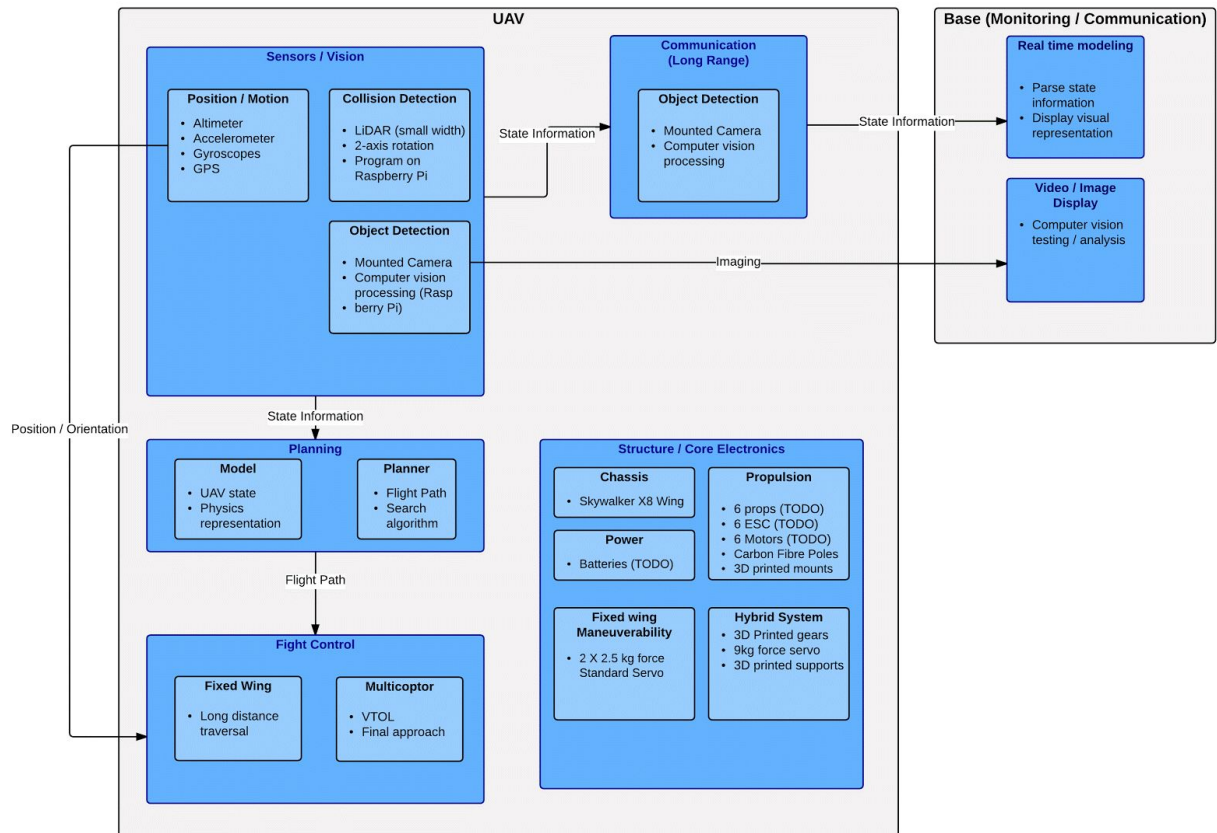 UAV
Sensors / Vision
Position / Motion
• Altimeter
• Accelerometer
• Gyroscopes
• GPS
Collision Detection
• LiDAR (small width)
• 2-axis rotation
• Program on
Raspberry Pi
Object Detection
• Mounted Camera
• Computer vision
processing (Rasp
• berry Pi)
State Information
Communication
(Long Range)
Object Detection
• Mounted Camera
• Computer vision
processing
State Information
Imaging
Base (Monitoring / Communication)
Real time modeling
• Parse state
information
• Display visual
representation
Video / Image
Display
• Computer vision
testing / analysis
State Information
Position / Orientation
Planning
Model
• UAV state
• Physics
representation
Planner
• Flight Path
• Search
algorithm
Flight Path
Fight Control
Fixed Wing
• Long distance
traversal
Multicoptor
• VTOL
• Final approach
Structure / Core Electronics
Chassis
• Skywalker X8 Wing
Power
• Batteries (TODO)
Propulsion
• 6 props (TODO)
• 6 ESC (TODO)
• 6 Motors (TODO)
• Carbon Fibre Poles
• 3D printed mounts
Fixed wing
Maneuverability
• 2 X 2.5 kg force
Standard Servo
Hybrid System
• 3D Printed gears
• 9kg force servo
• 3D printed supports